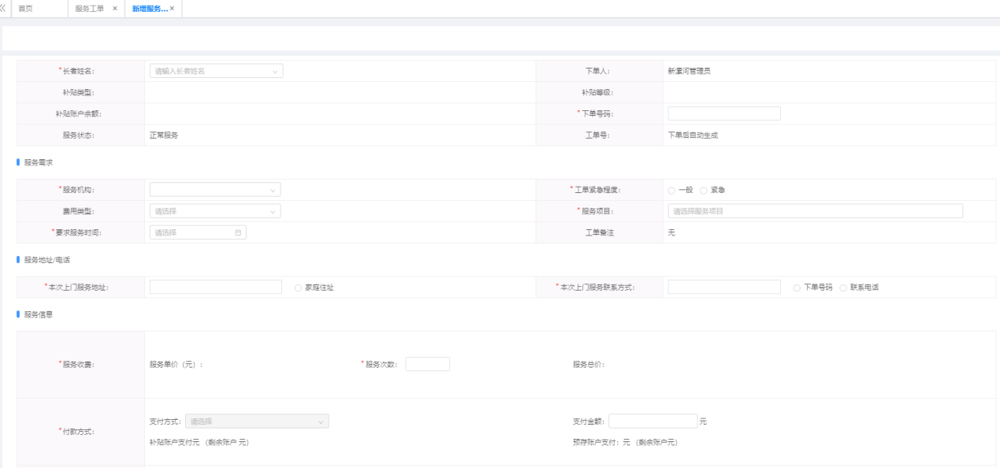 首页 服务工单 × 新增服务... ×
*长者姓名： 请输入长者姓名 下单人： 新漯河管理员
补贴类型： 补贴等级：
补贴账户余额： *下单号码：
服务状态： 正常服务 工单号： 下单后自动生成
服务需求
*服务机构： *工单紧急程度： 一般 紧急
费用类型： 请选择 *服务项目： 请选择服务项目
*要求服务时间： 请选择 工单备注 无
服务地址/电话
*本次上门服务地址： 家庭住址 *本次上门服务联系方式： 下单号码 联系电话
服务信息
*服务收费： 服务单价（元）： *服务次数： 服务总价：
支付方式： 请选择 支付金额： 元
*付款方式：
补贴账户支付元 （剩余账户 元） 预存账户支付：元 （剩余账户元）